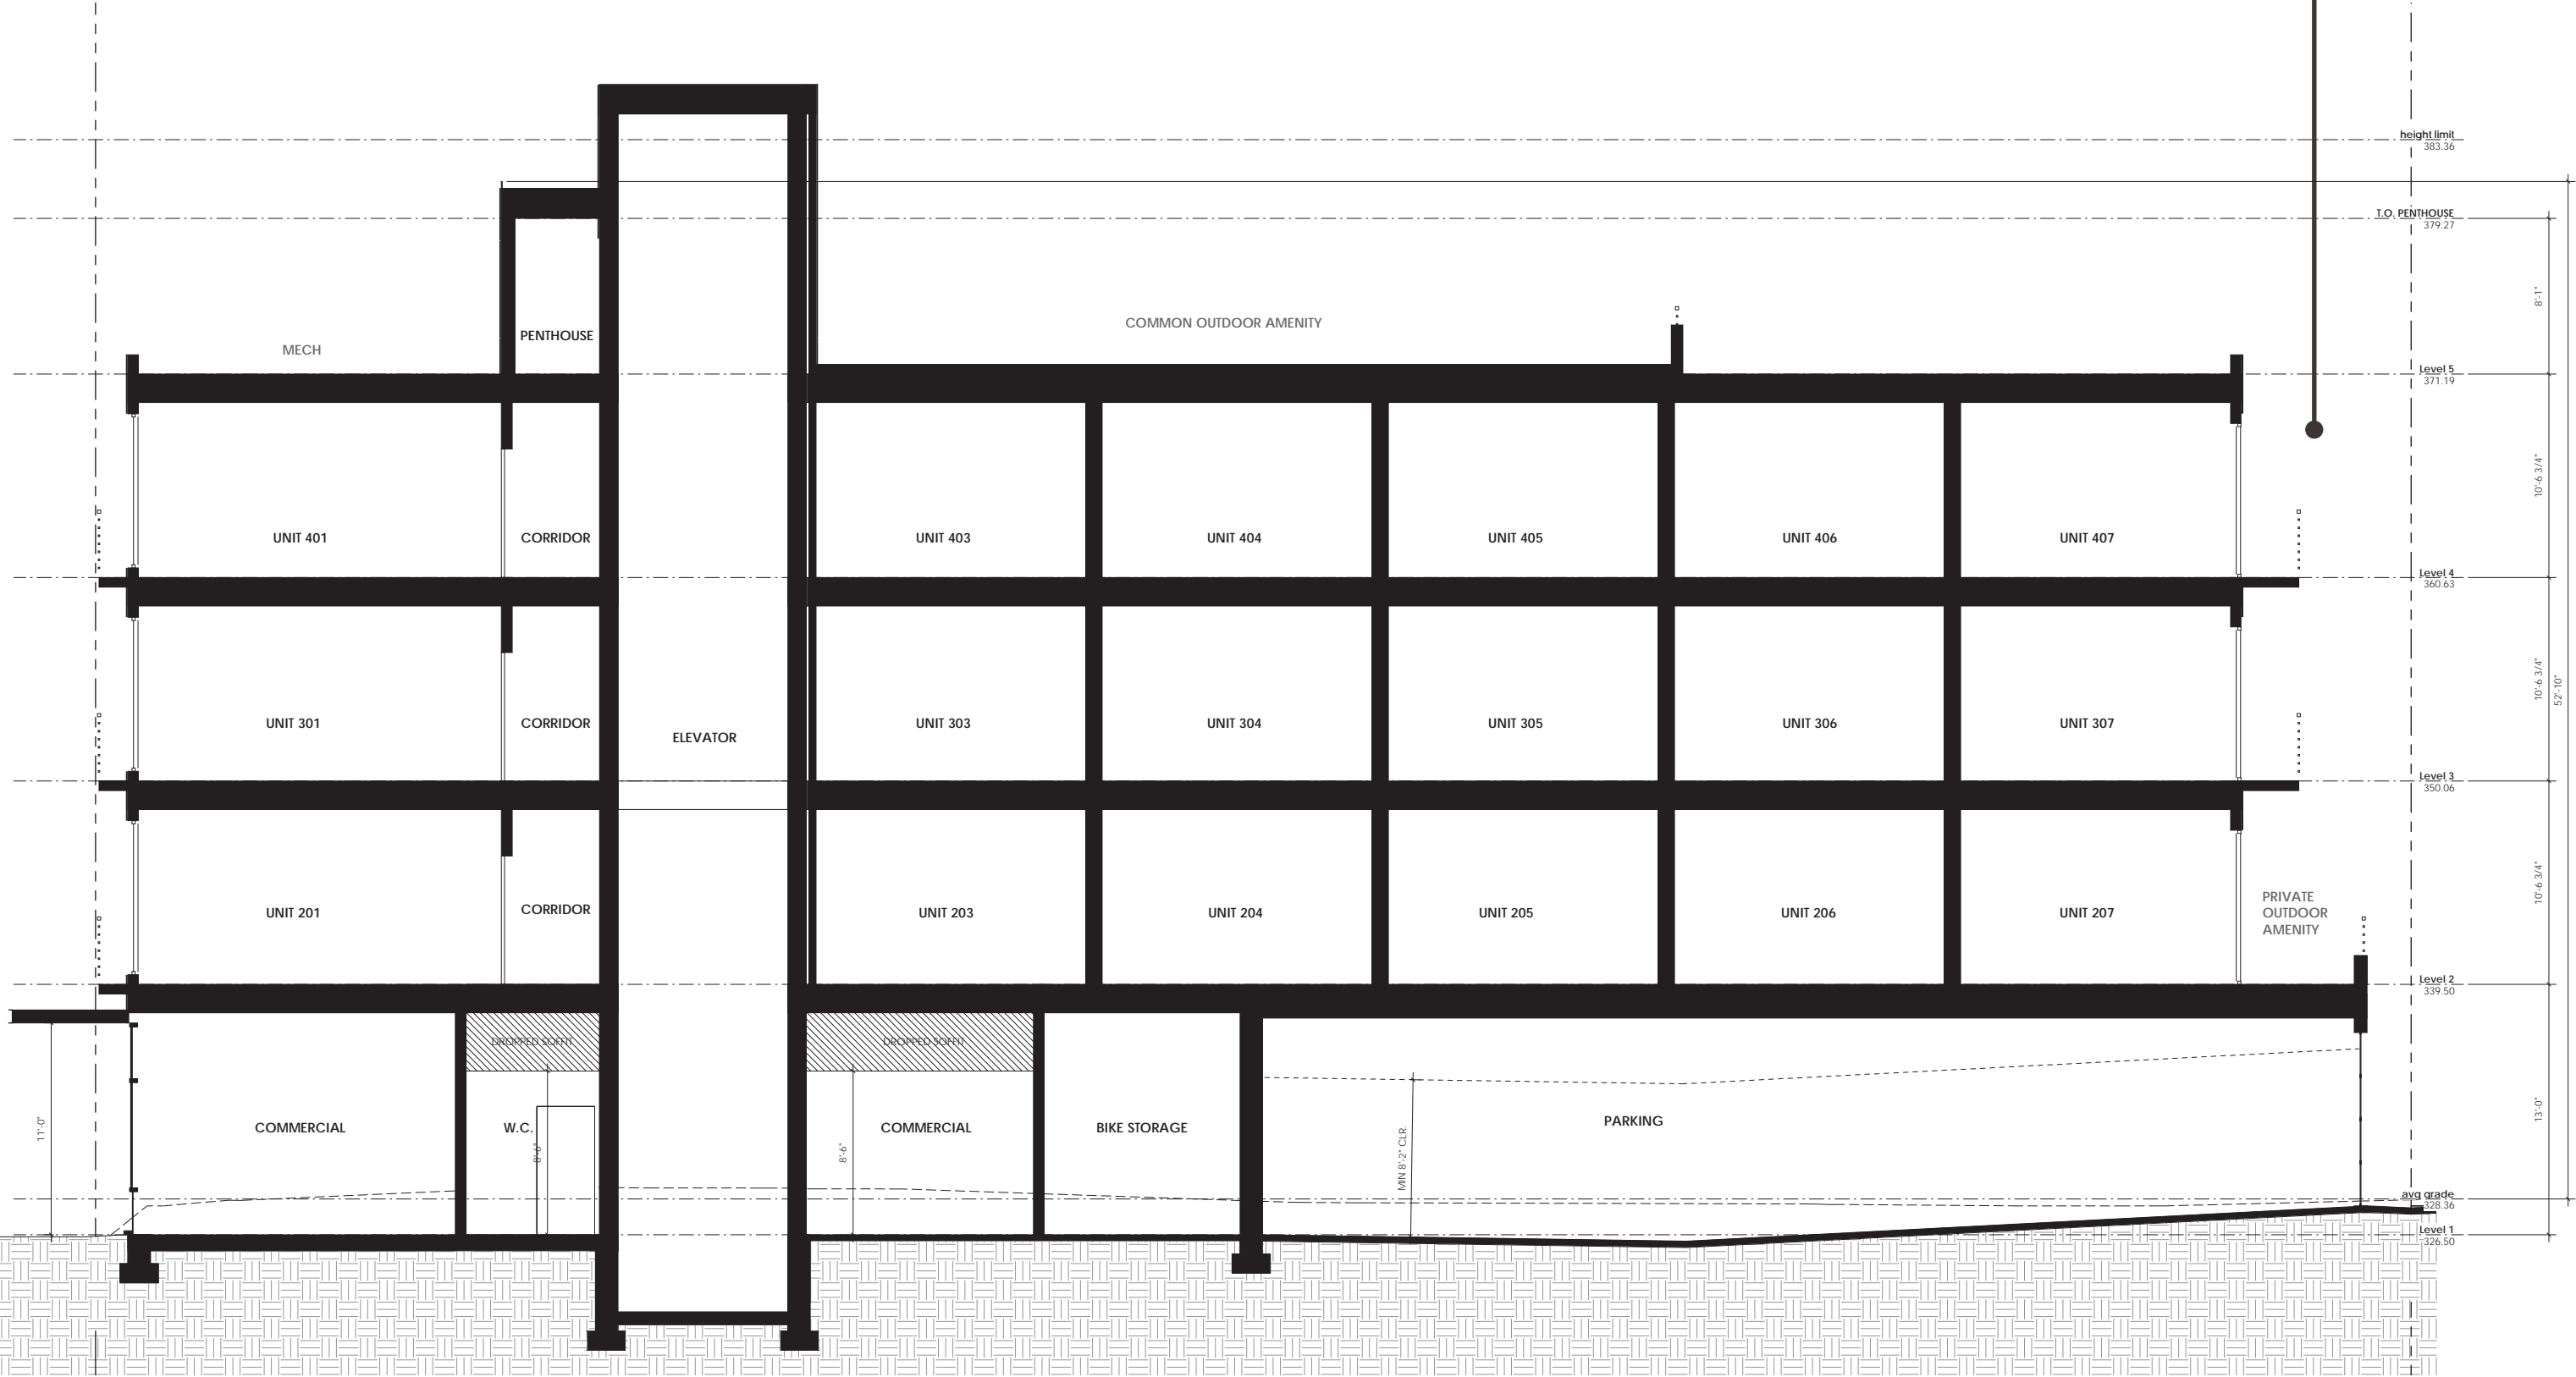 height limit
383.36
T.O. PENTHOUSE
379.27
8'-1"
COMMON OUTDOOR AMENITY
PENTHOUSE
MECH
Level 5
371.19
10'-6 3/4"
UNIT 401
CORRIDOR
UNIT 403
UNIT 404
UNIT 405
UNIT 406
UNIT 407
Level 4
360.63
10'-6 3/4"
52'-10"
UNIT 301
CORRIDOR
ELEVATOR
UNIT 303
UNIT 304
UNIT 305
UNIT 306
UNIT 307
Level 3
350.06
10'-6 3/4"
UNIT 201
CORRIDOR
UNIT 203
UNIT 204
UNIT 205
UNIT 206
UNIT 207
PRIVATE
OUTDOOR
AMENITY
Level 2
339.50
DROPPED SOFFIT
DROPPED SOFFIT
11'-0"
COMMERCIAL
W.C.
8'-6"
8'-6"
COMMERCIAL
BIKE STORAGE
MIN 8'-2" CLR.
PARKING
13'-0"
avg grade
328.36
Level 1
326.50